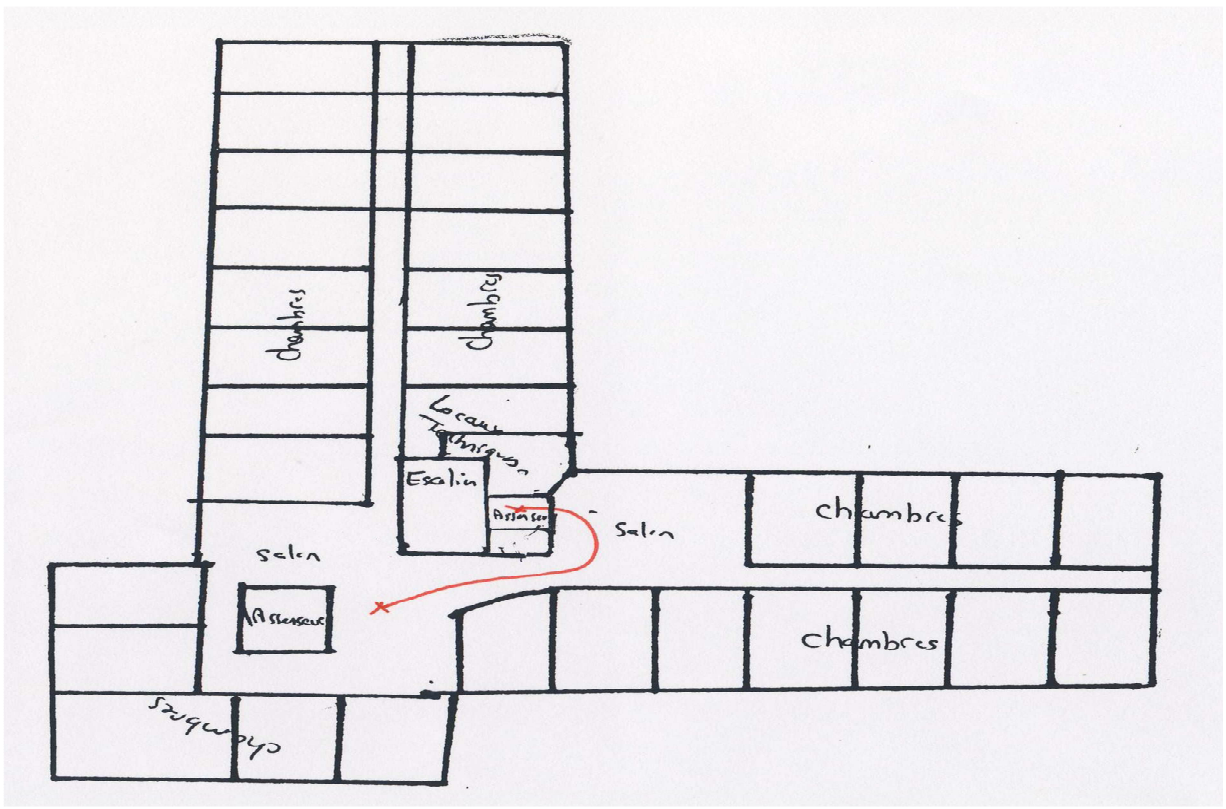 chambres
chambres
Locaux
Techniques
Escalier
Assenseur
Salon
chambres
Salon
Assenseur
chambres
chambres